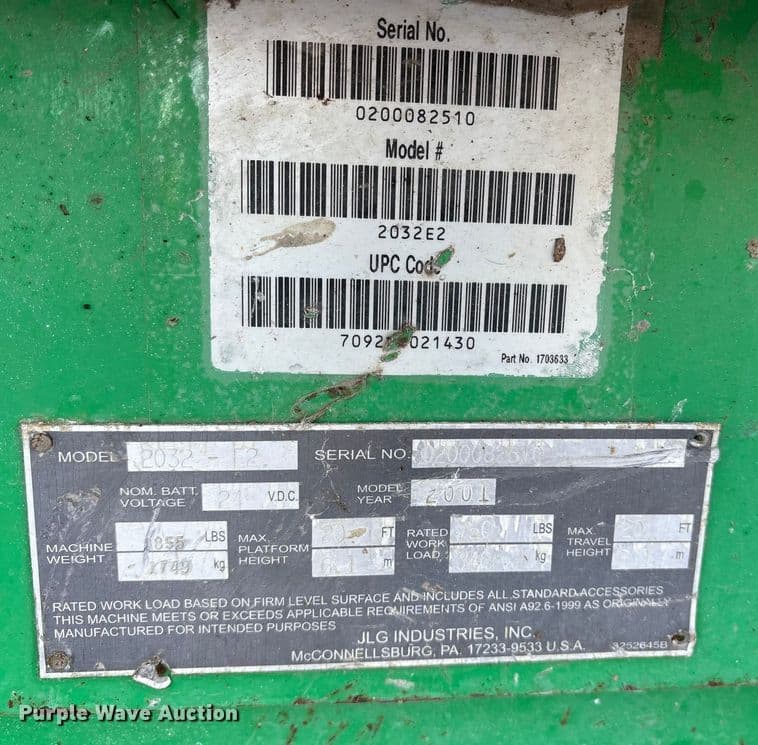 Serial No.
0200082510
Model #
2032E2
UPC Code
Part No. 1703633
MODEL 2032-E2 SERIAL NO. 0200082510
NOM. BATT. VOLTAGE V.D.C. MODEL YEAR 2001
MACHINE WEIGHT LBS kg MAX. PLATFORM HEIGHT FT m RATED WORK LOAD LBS kg MAX. TRAVEL HEIGHT FT m
RATED WORK LOAD BASED ON FIRM LEVEL SURFACE AND INCLUDES ALL STANDARD ACCESSORIES
THIS MACHINE MEETS OR EXCEEDS APPLICABLE REQUIREMENTS OF ANSI A92.6-1999 AS ORIGINALLY
MANUFACTURED FOR INTENDED PURPOSES
JLG INDUSTRIES, INC.
McCONNELLSBURG, PA. 17233-9533 U.S.A. 3252645B
Purple Wave Auction